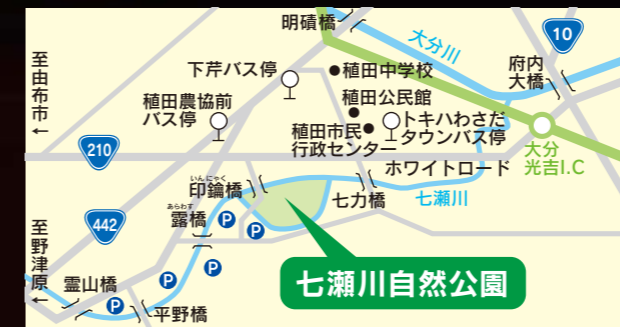 明磧橋
大分川
10
至由布市←
下芹バス停
植田中学校
府内
大橋
植田農協前
バス停
植田公民館
植田市民
行政センター
トキハわさだ
タウンバス停
大分
光吉I.C
210
ホワイトロード
いんにゃく
印鑰橋
七力橋
七瀬川
442
あらわす
露橋
P
P
至野津原←
P
P
霊山橋
P
平野橋
七瀬川自然公園